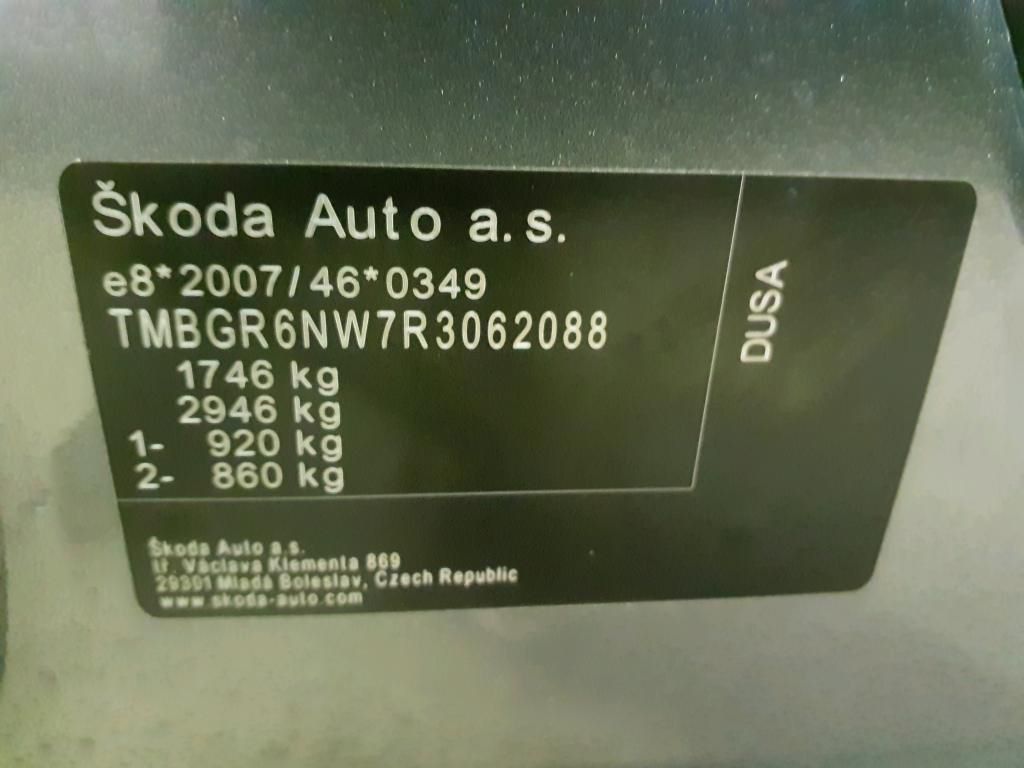 Škoda Auto a.s.
e8*2007/46*0349
TMBGR6NW7R3062088
1746 kg
2946 kg
1- 920 kg
2- 860 kg
DUSA
Škoda Auto a.s.
tř. Václava Klementa 869
29301 Mladá Boleslav, Czech Republic
www.skoda-auto.com